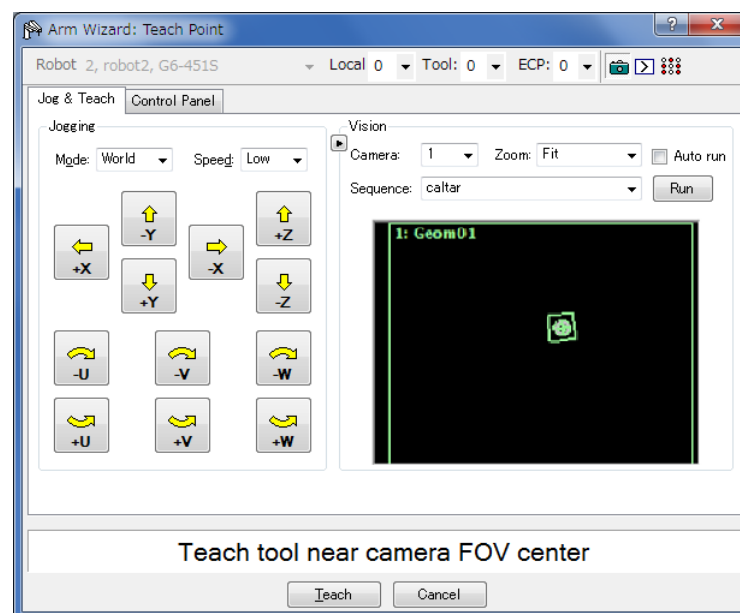 Arm Wizard: Teach Point
? X
Robot 2, robot2, G6-451S Local 0 Tool: 0 ECP: 0
Jog & Teach Control Panel
Jogging
Mode: World Speed: Low
-Y
+Z
+X
-X
+Y
-Z
-U
-V
-W
+U
+V
+W
Vision
Camera: 1 Zoom: Fit Auto run
Sequence: caltar Run
1: Geom01
Teach tool near camera FOV center
Teach Cancel